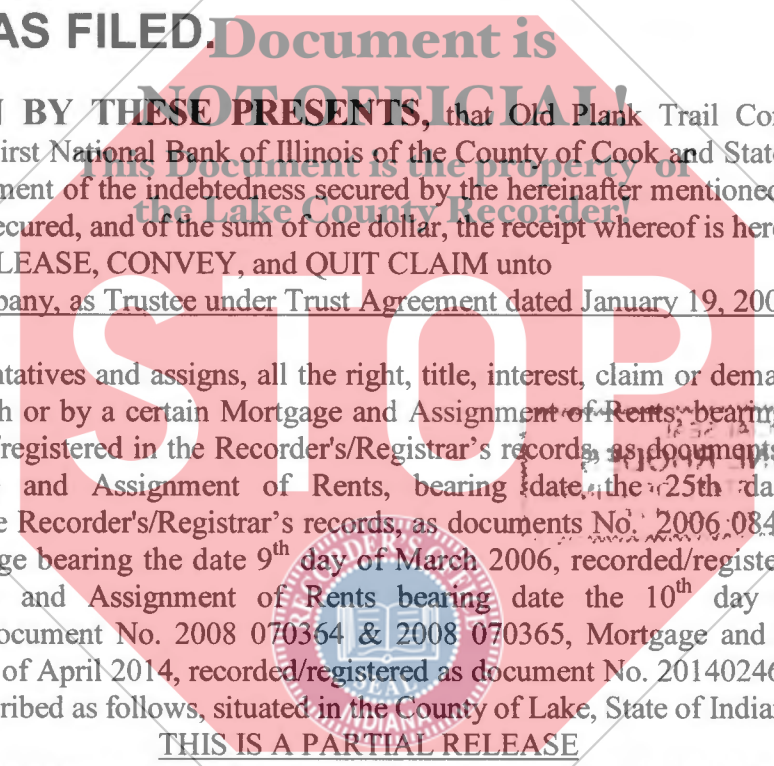 AS FILED.
Document is
NOT OFFICIAL!
BY THESE PRESENTS, that Old Plank Trail
irst National Bank of Illinois of the County of Cook and State
This Document is the property of
ment of the indebtedness secured by the hereinafter mentioned
the Lake County Recorder!
ecured, and of the sum of one dollar, the receipt whereof is here
LEASE, CONVEY, and QUIT CLAIM unto
pany, as Trustee under Trust Agreement dated January 19, 200
STOP
ntatives and assigns, all the right, title, interest, claim or dema
h or by a certain Mortgage and Assignment of Rents, bearin
registered in the Recorder's/Registrar's records, as documents
and Assignment of Rents, bearing date, the 25th da
e Recorder's/Registrar's records, as documents No. 2006 084
ge bearing the date 9th day of March 2006, recorded/registe
and Assignment of Rents bearing date the 10th day
ocument No. 2008 070364 & 2008 070365, Mortgage and
of April 2014, recorded/registered as document No. 20140246
ribed as follows, situated in the County of Lake, State of Indian
THIS IS A PARTIAL RELEASE
SEAL
INDIANA